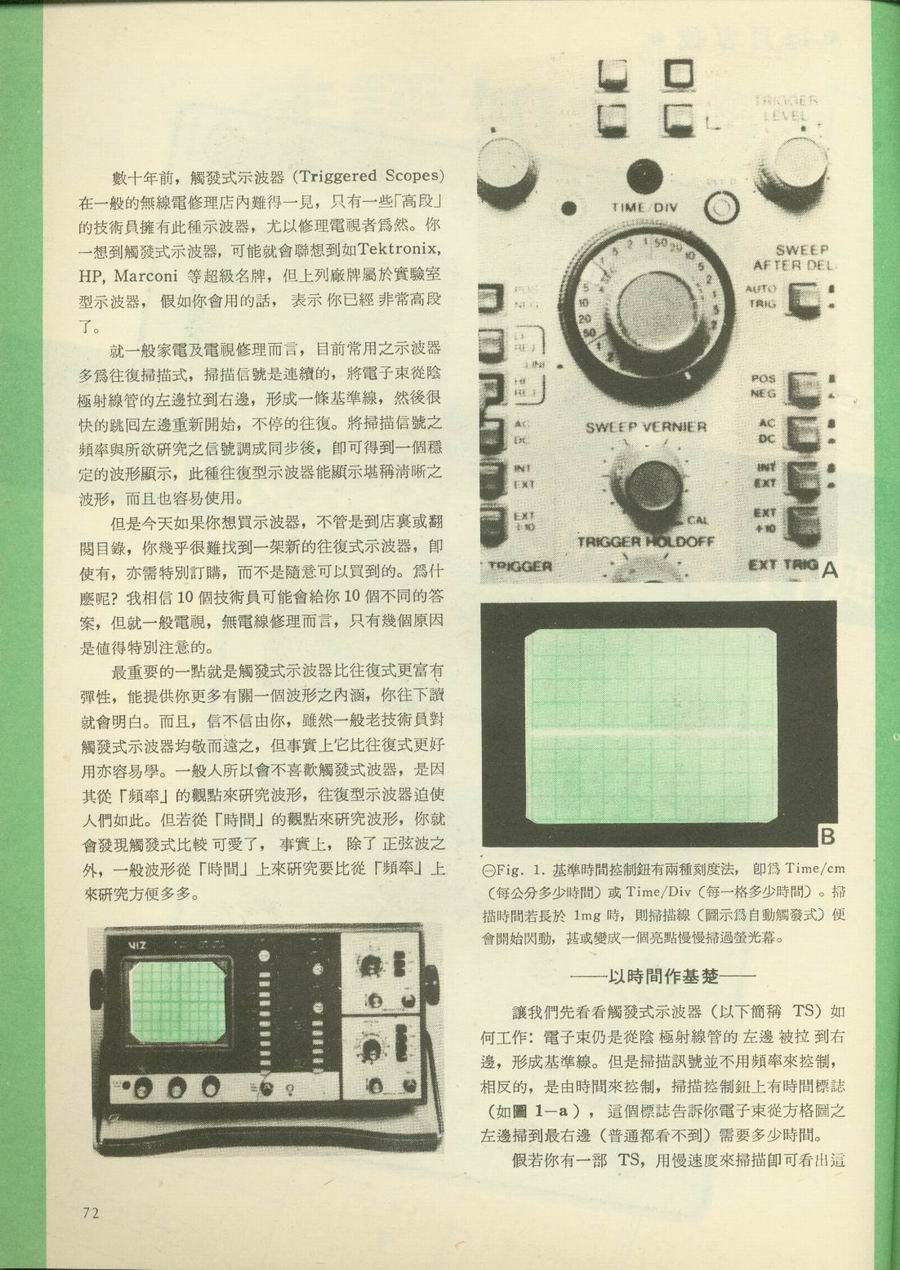 數十年前，觸發式示波器 (Triggered Scopes)
在一般的無線電修理店內難得一見，只有一些「高段」
的技術員擁有此種示波器，尤以修理電視者爲然。你
一想到觸發式示波器，可能就會聯想到如Tektronix,
HP, Marconi 等超級名牌，但上列廠牌屬於實驗室
型示波器， 假如你會用的話， 表示 你已經 非常高段
了。
就一般家電及電視修理而言，目前常用之示波器
多爲往復掃描式，掃描信號是連續的，將電子束從陰
極射線管的左邊拉到右邊，形成一條基準線，然後很
快的跳囘左邊重新開始，不停的往復。將掃描信號之
頻率與所欲研究之信號調成同步後，卽可得到一個穩
定的波形顯示，此種往復型示波器能顯示堪稱清晰之
波形，而且也容易使用。
但是今天如果你想買示波器，不管是到店裏或翻
閱目錄，你幾乎很難找到一架新的往復式示波器，卽
使有，亦需特別訂購，而不是隨意可以買到的。爲什
麼呢？我相信 10 個技術員可能會給你 10 個不同的答
案，但就一般電視，無電線修理而言，只有幾個原因
是値得特別注意的。
最重要的一點就是觸發式示波器比往復式更富有
彈性，能提供你更多有關一個波形之內涵，你往下讀
就會明白。而且，信不信由你，雖然一般老技術員對
觸發式示波器均敬而遠之，但事實上它比往復式更好
用亦容易學。一般人所以會不喜歡觸發式波器，是因
其從「頻率」的觀點來研究波形，往復型示波器迫使
人們如此。但若從「時間」的觀點來研究波形，你就
會發現觸發式比較 可愛了， 事實上， 除了 正弦波之
外，一般波形從「時間」上來研究要比從「頻率」上
來研究方便多多。
VIZ
72
TRIGGER
LEVEL
TIME/DIV
SWEEP
AFTER DEL
AUTO
TRIG
POS
NEG
SWEEP VERNIER
AC
DC
INT
EXT
EXT
÷10
CAL
TRIGGER HOLDOFF
TRIGGER
EXT TRIG
A
B
⊖Fig. 1. 基準時間控制鈕有兩種刻度法， 卽爲 Time/cm
（每公分多少時間）或 Time/Div（每一格多少時間）。掃
描時間若長於 1mg 時，則掃描線（圖示爲自動觸發式）便
會開始閃動，甚或變成一個亮點慢慢掃過螢光幕。
——以時間作基楚——
讓我們先看看觸發式示波器（以下簡稱 TS）如
何工作：電子束仍是從陰 極射線管的 左邊 被拉 到右
邊，形成基準線。但是掃描訊號並不用頻率來控制，
相反的，是由時間來控制，掃描控制鈕上有時間標誌
（如圖 1—a），這個標誌告訴你電子束從方格圖之
左邊掃到最右邊（普通都看不到）需要多少時間。
假若你有一部 TS，用慢速度來掃描卽可看出這